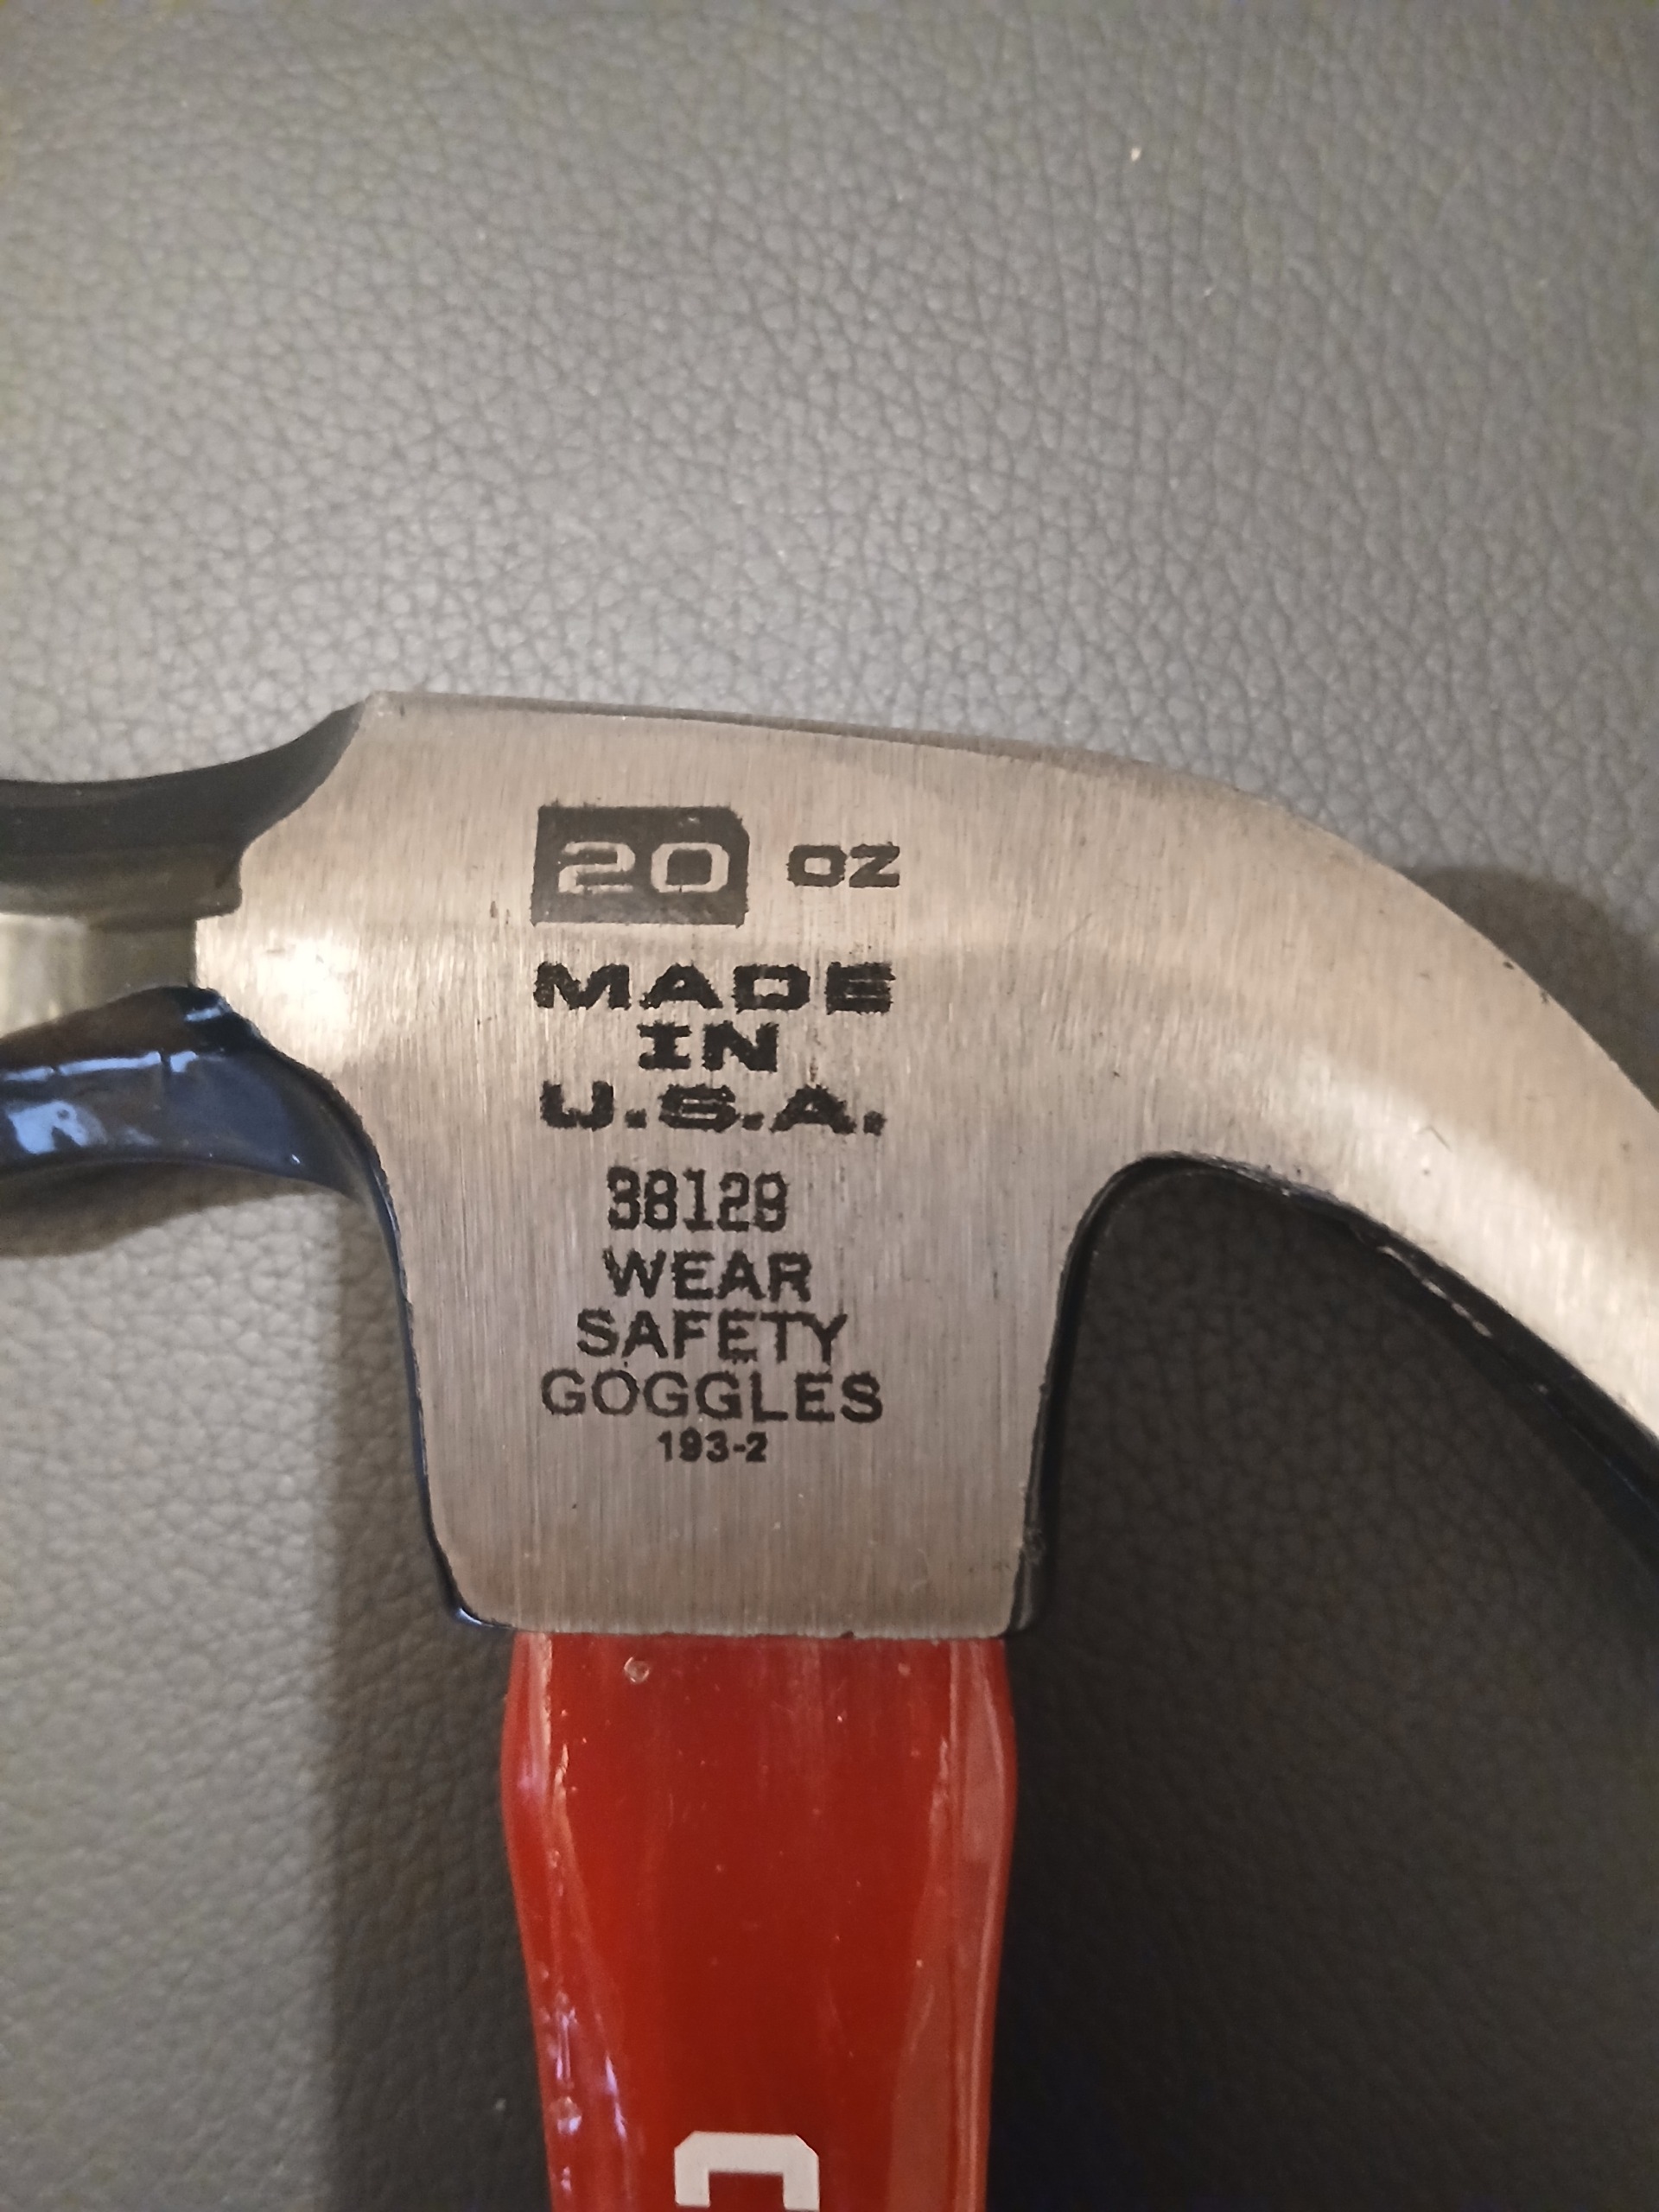 20 OZ
MADE
IN
U.S.A.
38129
WEAR
SAFETY
GOGGLES
193-2